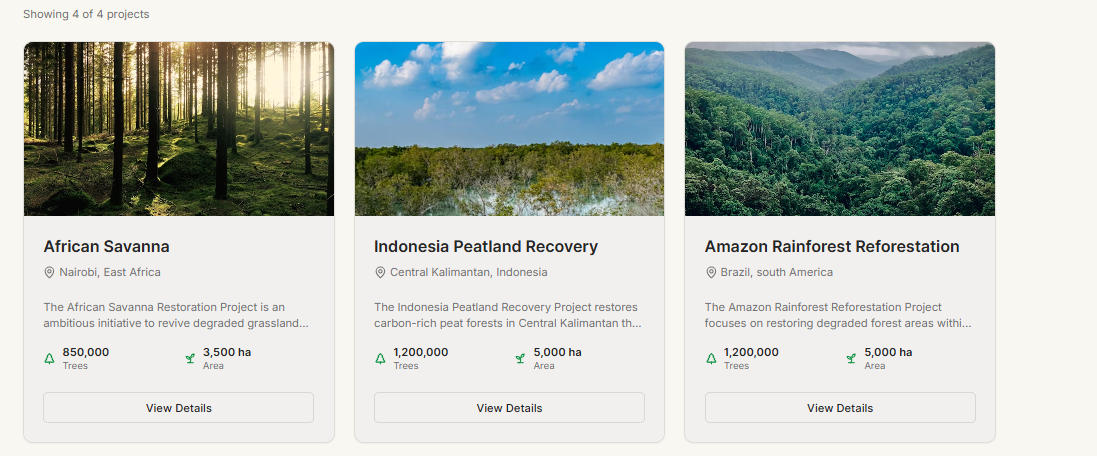 Showing 4 of 4 projects
African Savanna
Nairobi, East Africa
The African Savanna Restoration Project is an
ambitious initiative to revive degraded grassland...
850,000
Trees
3,500 ha
Area
View Details
Indonesia Peatland Recovery
Central Kalimantan, Indonesia
The Indonesia Peatland Recovery Project restores
carbon-rich peat forests in Central Kalimantan th...
1,200,000
Trees
5,000 ha
Area
View Details
Amazon Rainforest Reforestation
Brazil, south America
The Amazon Rainforest Reforestation Project
focuses on restoring degraded forest areas withi...
1,200,000
Trees
5,000 ha
Area
View Details